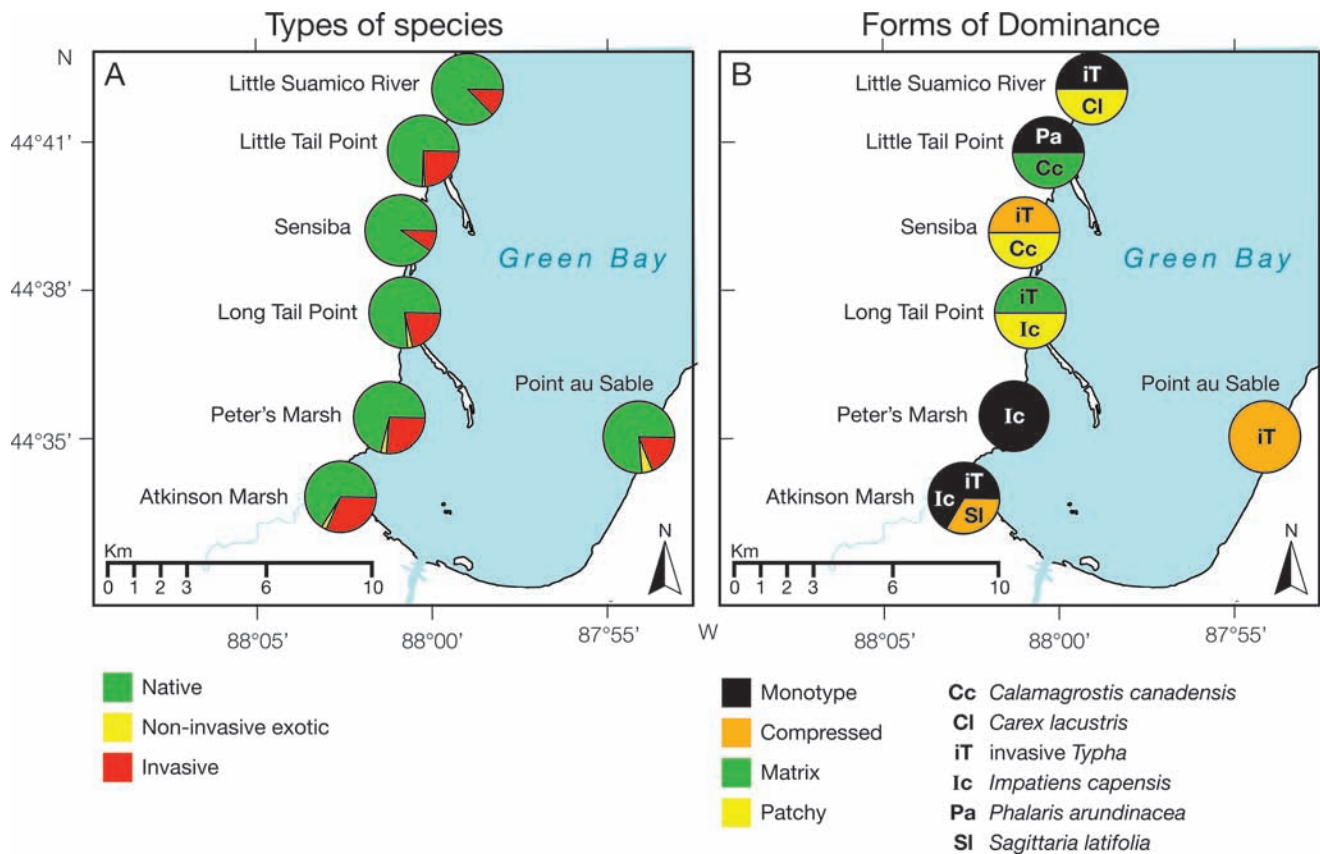 Types of species
Forms of Dominance
N
A
Little Suamico River
44°41'
Little Tail Point
Sensiba
Green Bay
44°38'
Long Tail Point
Point au Sable
Peter's Marsh
44°35'
Atkinson Marsh
N
Km
0 1 2 3 6 10
88°05' 88°00' 87°55'
W
Native
Non-invasive exotic
Invasive
B
Little Suamico River
iT
Cl
Little Tail Point
Pa
Cc
Sensiba
iT
Cc
Green Bay
Long Tail Point
iT
Ic
Point au Sable
iT
Peter's Marsh
Ic
Atkinson Marsh
iT
Ic
Sl
N
Km
0 1 2 3 6 10
88°05' 88°00' 87°55'
Monotype
Compressed
Matrix
Patchy
Cc Calamagrostis canadensis
Cl Carex lacustris
iT invasive Typha
Ic Impatiens capensis
Pa Phalaris arundinacea
Sl Sagittaria latifolia